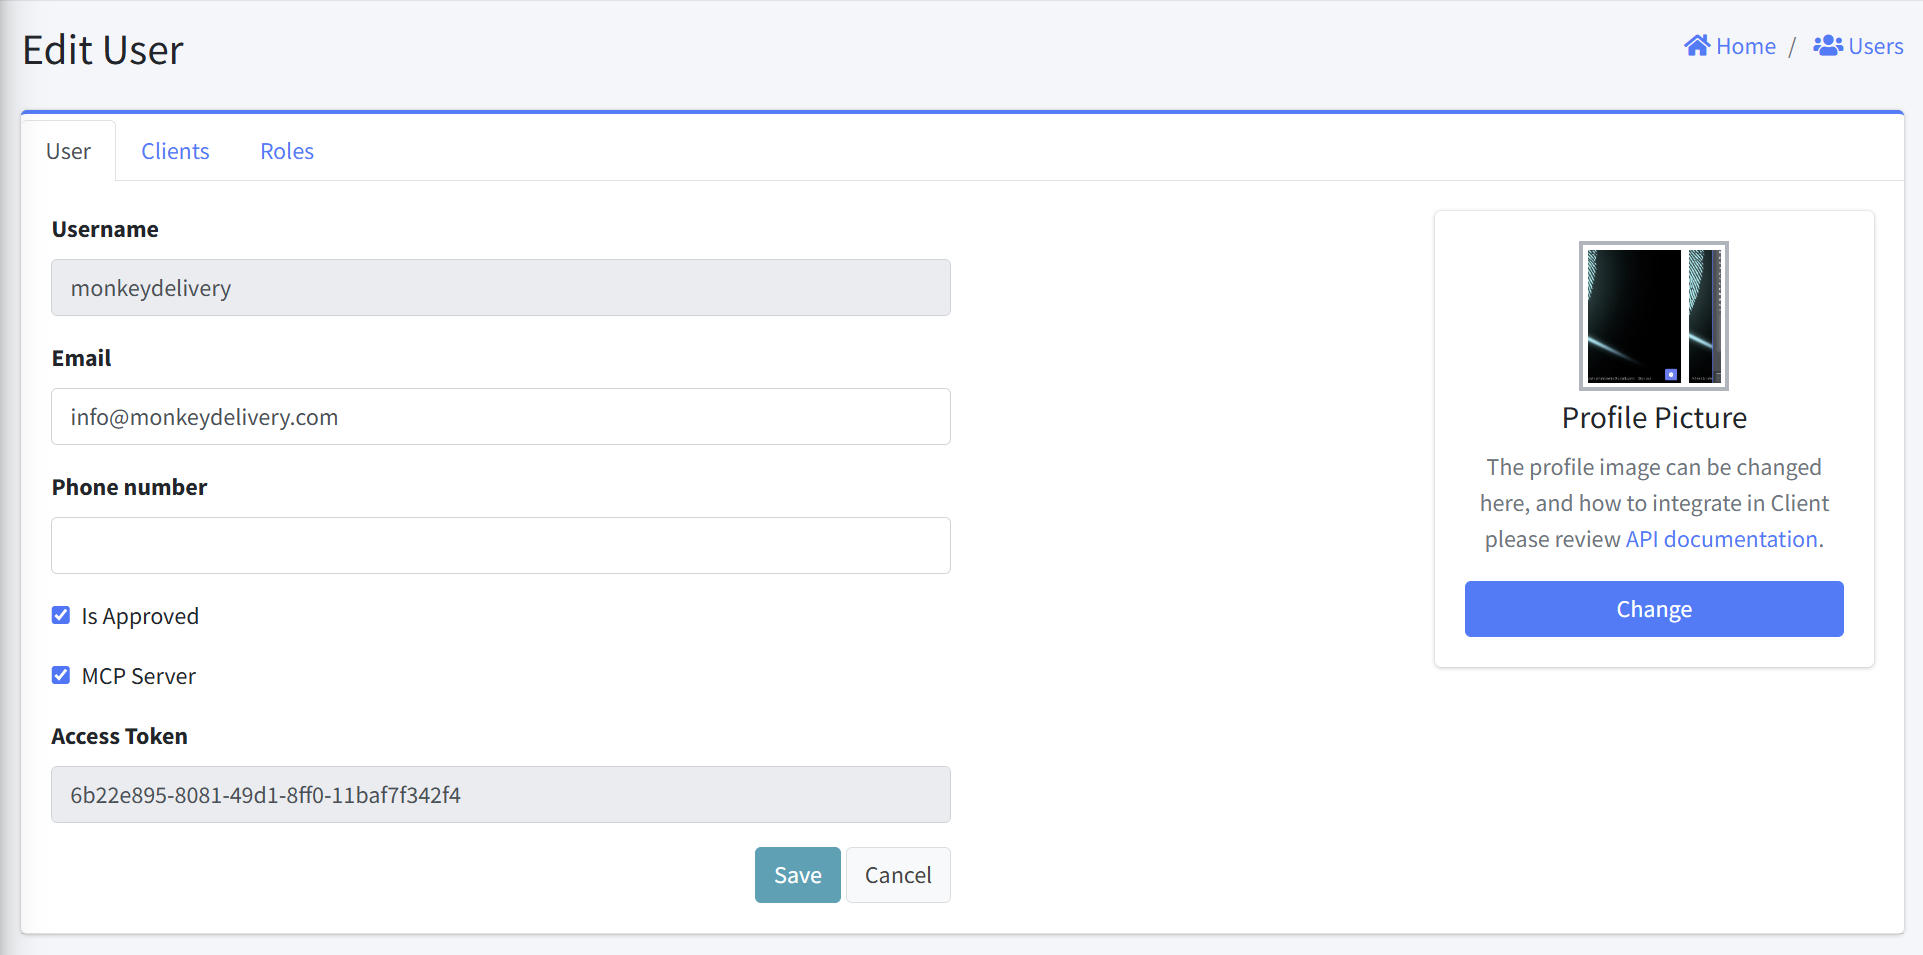 Edit User
Home / Users
User Clients Roles
Username
monkeydelivery
Email
info@monkeydelivery.com
Phone number
Is Approved
MCP Server
Access Token
6b22e895-8081-49d1-8ff0-11baf7f342f4
Save Cancel
Profile Picture
The profile image can be changed
here, and how to integrate in Client
please review API documentation.
Change